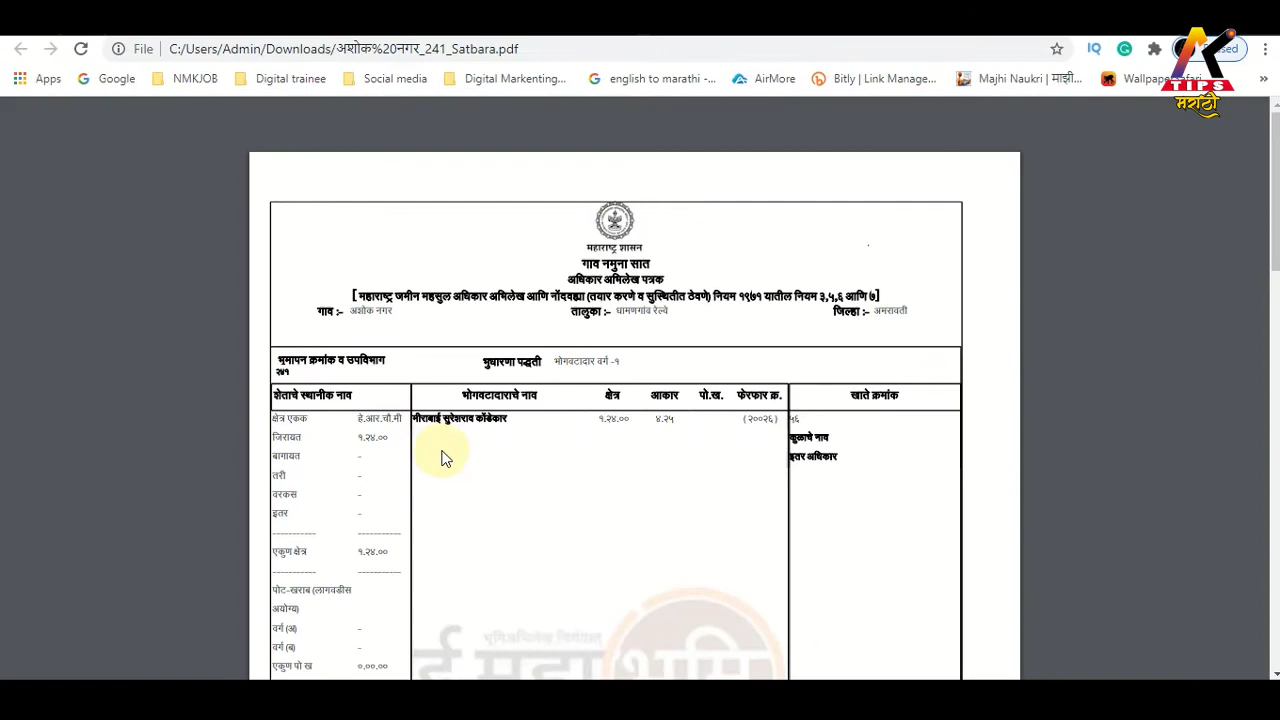 File C:/Users/Admin/Downloads/अशोक%20नगर_241_Satbara.pdf
Apps Google NMKJOB Digital trainee Social media Digital Marketing... english to marathi -... AirMore Bitly | Link Manage... Majhi Naukri | माझी... »
TIPS
मराठी
महाराष्ट्र शासन
गाव नमुना सात
अधिकार अभिलेख पत्रक
[ महाराष्ट्र जमीन महसुल अधिकार अभिलेख आणि नोंदवह्या (तयार करणे व सुस्थितीत ठेवणे) नियम १९७१ यातील नियम ३,५,६ आणि ७]
गाव :- अशोक नगर तालुका :- धामणगांव रेल्वे जिल्हा :- अमरावती
भुमापन क्रमांक व उपविभाग भुधारणा पद्धती भोगवटादार वर्ग -१
२४१
शेताचे स्थानीक नाव भोगवटादाराचे नाव क्षेत्र आकार पो.ख. फेरफार क्र. खाते क्रमांक
क्षेत्र एकक हे.आर.चौ.मी मीराबाई सुरेशराव कोंडेकार १.२४.०० ४.२५ (२००२६) ५६
जिरायत १.२४.०० कुळाचे नाव
बागायत - इतर अधिकार
तरी -
वरकस -
इतर -
----------- -----------
एकुण क्षेत्र १.२४.००
----------- -----------
पोट-खराब (लागवडीस
अयोग्य)
वर्ग (अ) -
वर्ग (ब) -
एकुण पो ख ०.००.००